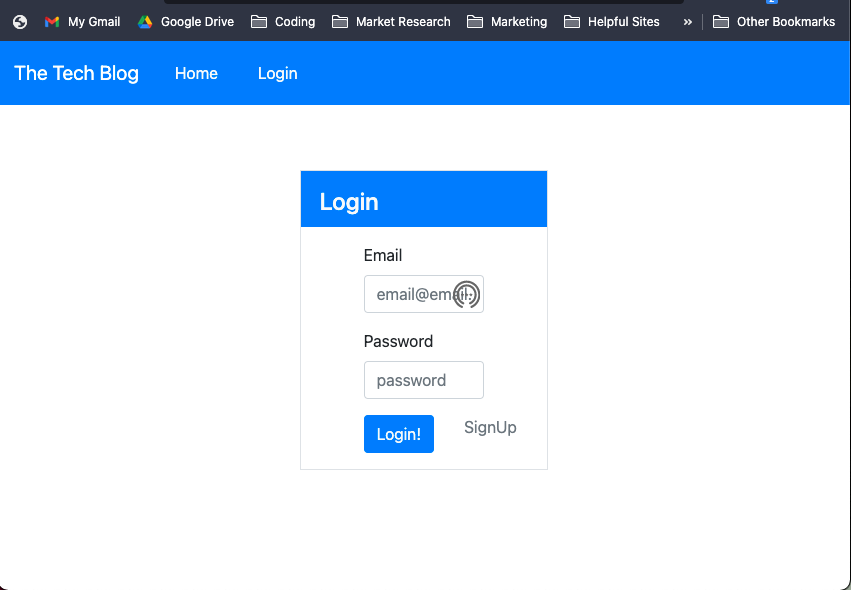 My Gmail Google Drive Coding Market Research Marketing Helpful Sites » Other Bookmarks
The Tech Blog Home Login
Login
Email
email@email.
Password
password
Login! SignUp